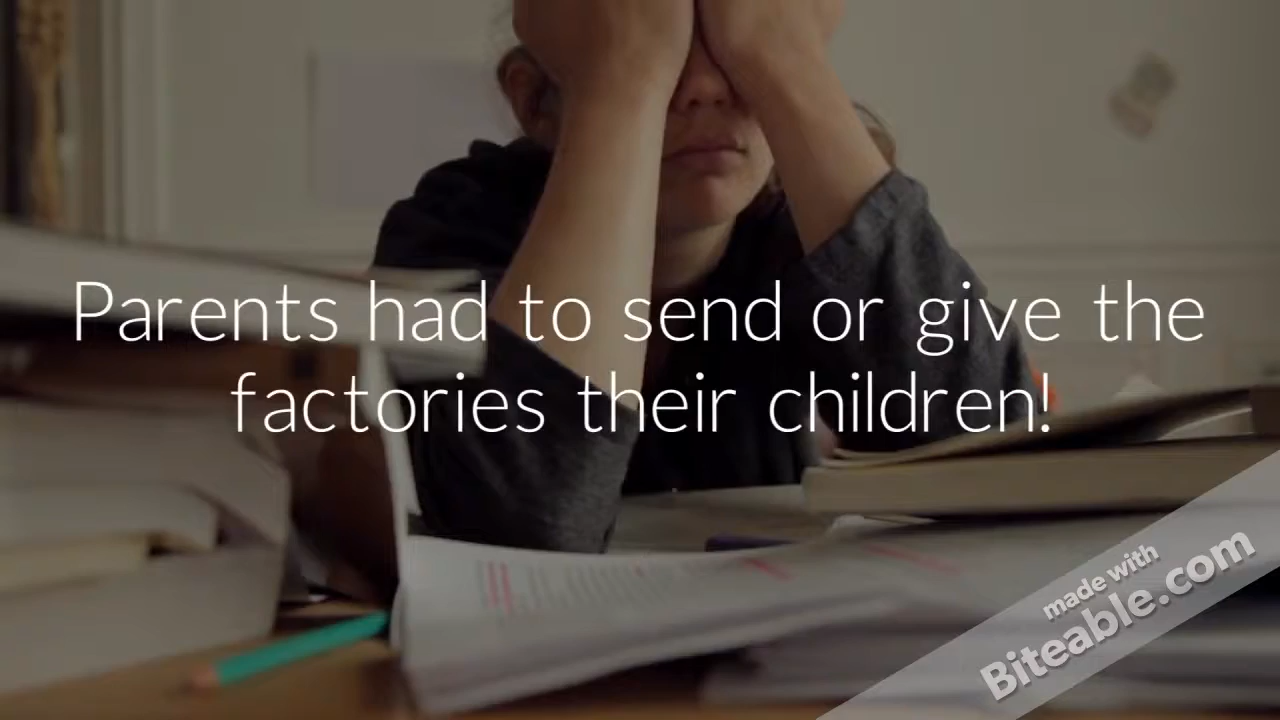 Parents had to send or give the
factories their children!
made with
Biteable.com